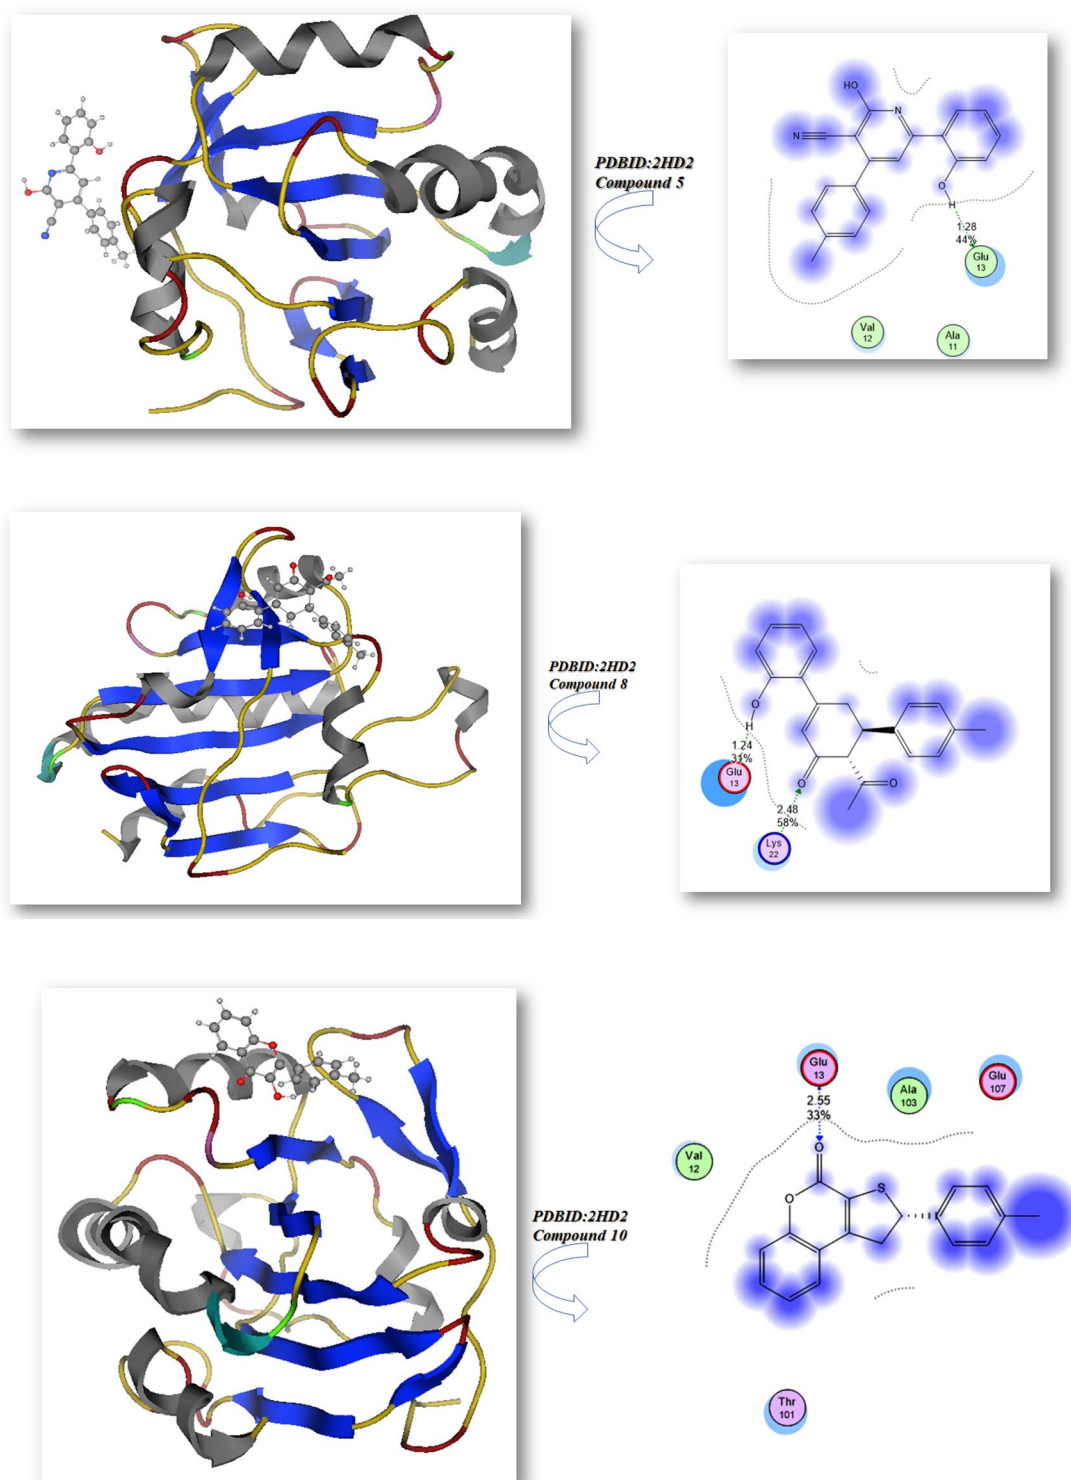 PDBID:2HD2
Compound 5
HO
N
N
O
H
1.28
44%
Glu
13
Val
12
Ala
11
PDBID:2HD2
Compound 8
O
H
1.24
31%
Glu
13
O
O
2.48
58%
Lys
22
PDBID:2HD2
Compound 10
Glu
13
2.55
33%
Ala
103
Glu
107
Val
12
O
O
S
Thr
101